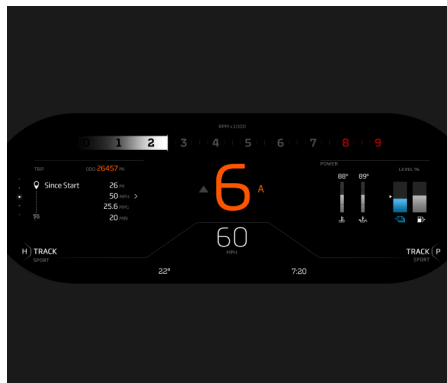 RPM x1000
0 1 2 3 4 5 6 7 8 9
TRIP
ODO 26457 MI
Since Start
26 MI
50 MPH
25.6 MPG
20 MIN
6 A
POWER
88° 89°
LEVEL %
60
MPH
H TRACK
SPORT
TRACK P
SPORT
22° 7:20